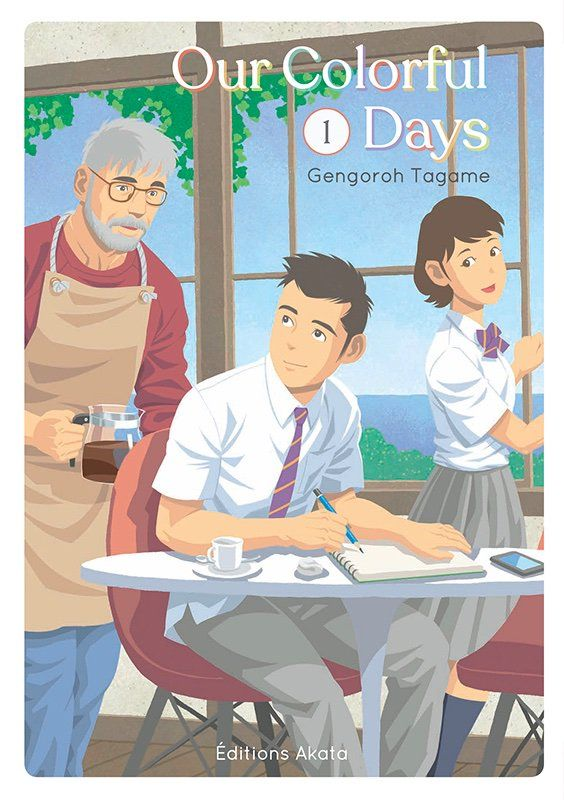 Our Colorful
1 Days
Gengoroh Tagame
Éditions Akata